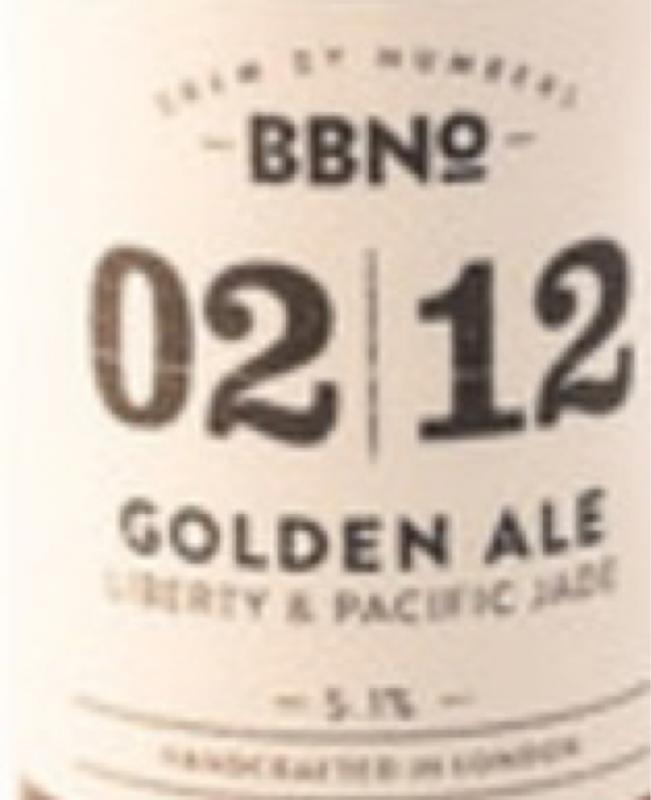 BREW BY NUMBERS
BBNº
02|12
GOLDEN ALE
LIBERTY & PACIFIC JADE
5.1%
HANDCRAFTED IN LONDON